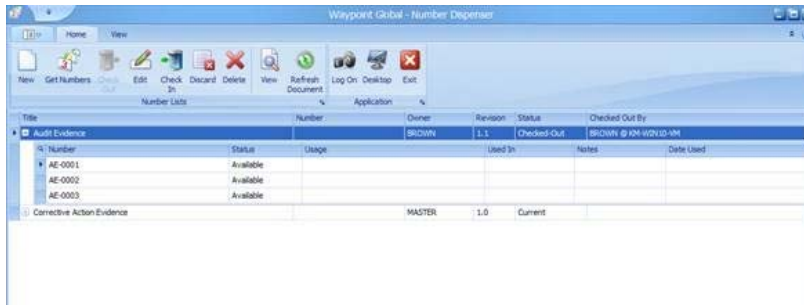 Waypoint Global - Number Dispenser
Home View
New Get Numbers Check Out Edit Check In Discard Delete View Refresh Document Log On Desktop Exit
Number Lists Application
Title Number Owner Revision Status Checked Out By
Audit Evidence BROWN 1.1 Checked-Out BROWN @ KM-WIN10-VM
Number Status Usage Used In Notes Date Used
AE-0001 Available
AE-0002 Available
AE-0003 Available
Corrective Action Evidence MASTER 1.0 Current